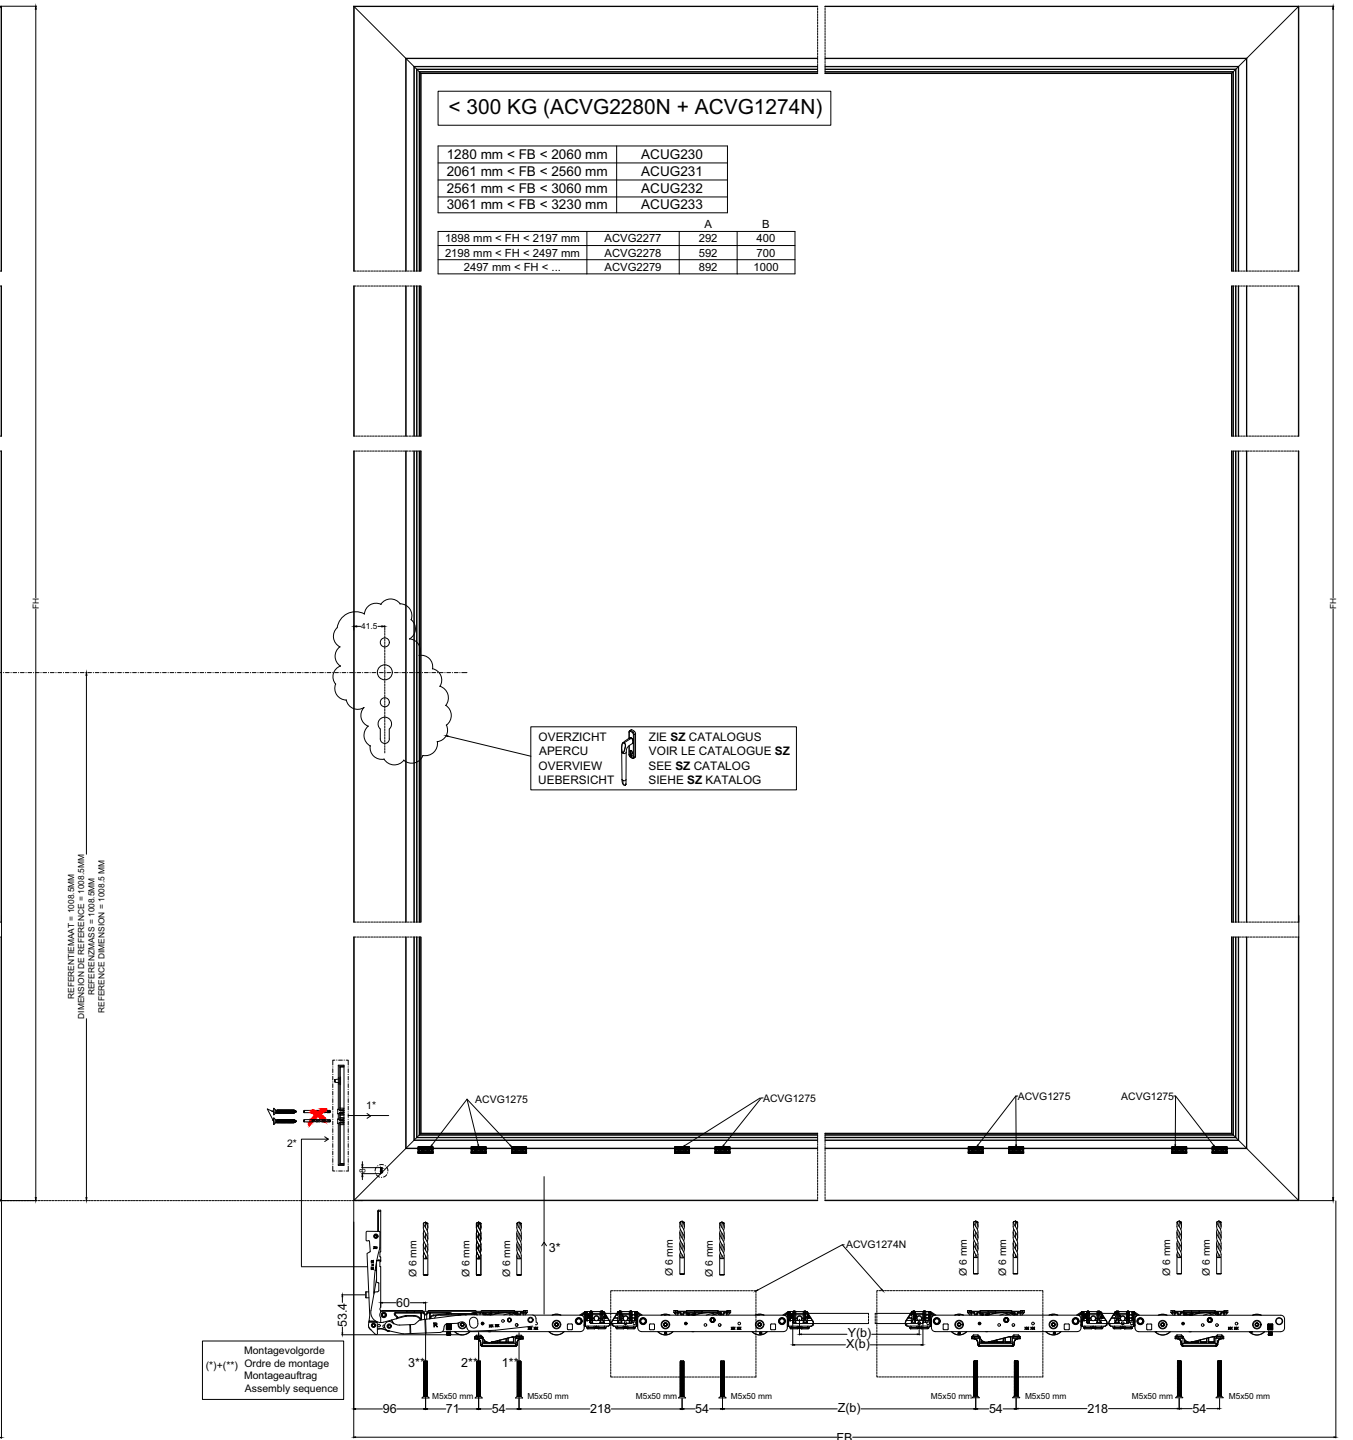 < 300 KG (ACVG2280N + ACVG1274N)
1280 mm < FB < 2060 mm ACUG230
2061 mm < FB < 2560 mm ACUG231
2561 mm < FB < 3060 mm ACUG232
3061 mm < FB < 3230 mm ACUG233
A B
1898 mm < FH < 2197 mm ACVG2277 292 400
2198 mm < FH < 2497 mm ACVG2278 592 700
2497 mm < FH < ... ACVG2279 892 1000
FH
FH
41.5
OVERZICHT ZIE SZ CATALOGUS
APERCU VOIR LE CATALOGUE SZ
OVERVIEW SEE SZ CATALOG
UEBERSICHT SIEHE SZ KATALOG
REFERENTIEMAAT = 1008.5MM
DIMENSION DE REFERENCE = 1008.5MM
REFERENZMASS = 1008.5MM
REFERENCE DIMENSION = 1008.5 MM
ACVG1275
ACVG1275
ACVG1275
ACVG1275
1*
2*
3*
Ø 6 mm
Ø 6 mm
Ø 6 mm
Ø 6 mm
Ø 6 mm
Ø 6 mm
Ø 6 mm
Ø 6 mm
Ø 6 mm
ACVG1274N
60
53.4
R
Y(b)
X(b)
Montagevolgorde
(*)+(**) Ordre de montage
Montageauftrag
Assembly sequence
3**
2**
1**
M5x50 mm
M5x50 mm
M5x50 mm
M5x50 mm
M5x50 mm
M5x50 mm
M5x50 mm
M5x50 mm
96
71
54
218
54
Z(b)
54
218
54
FB